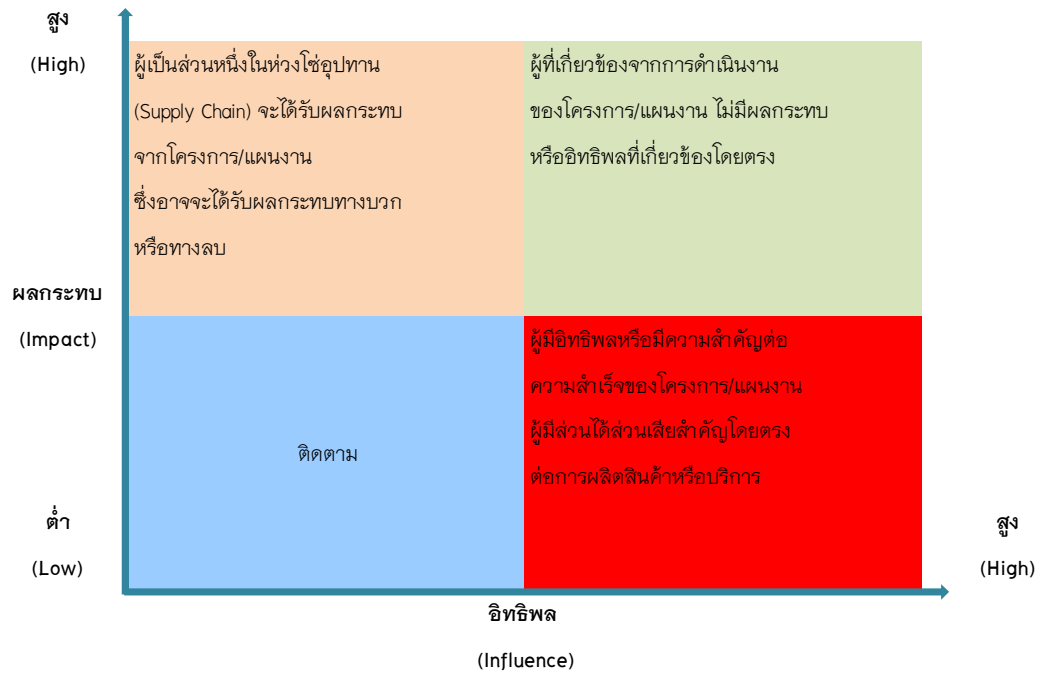 สูง
(High)
ผู้เป็นส่วนหนึ่งในห่วงโซ่อุปทาน
(Supply Chain) จะได้รับผลกระทบ
จากโครงการ/แผนงาน
ซึ่งอาจจะได้รับผลกระทบทางบวก
หรือทางลบ
ผู้ที่เกี่ยวข้องจากการดำเนินงาน
ของโครงการ/แผนงาน ไม่มีผลกระทบ
หรืออิทธิพลที่เกี่ยวข้องโดยตรง
ผลกระทบ
(Impact)
ติดตาม
ผู้มีอิทธิพลหรือมีความสำคัญต่อ
ความสำเร็จของโครงการ/แผนงาน
ผู้มีส่วนได้ส่วนเสียสำคัญโดยตรง
ต่อการผลิตสินค้าหรือบริการ
ต่ำ
(Low)
สูง
(High)
อิทธิพล
(Influence)